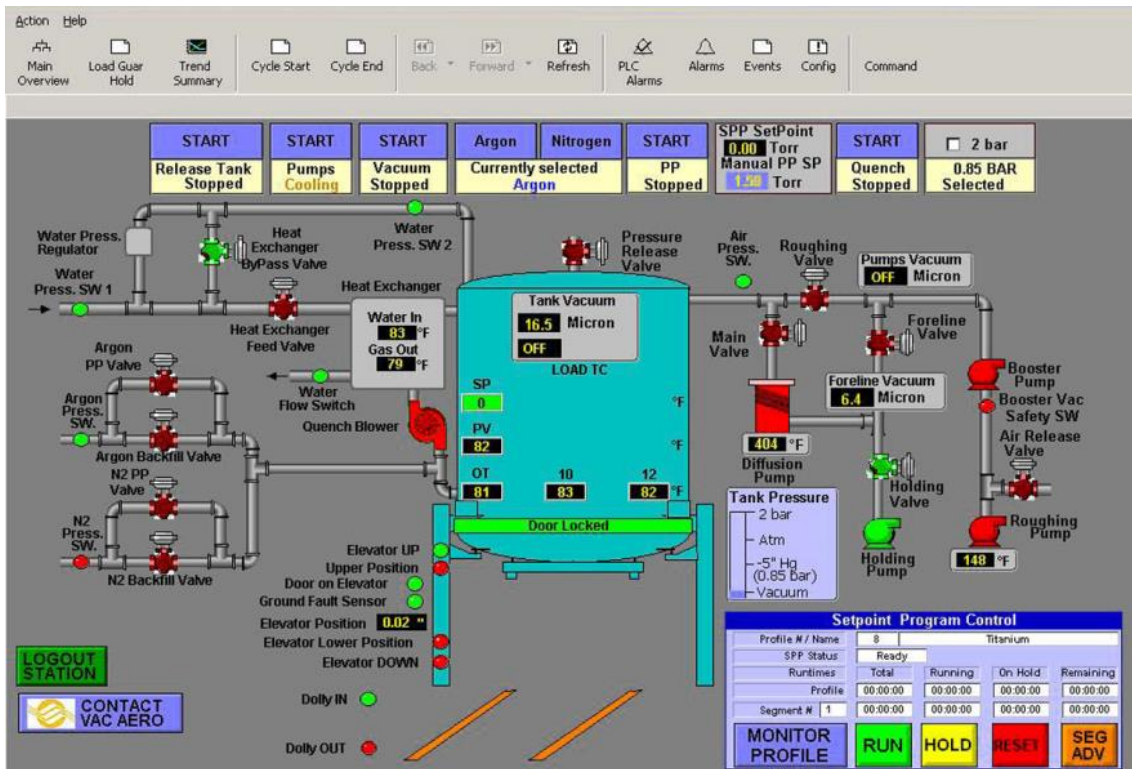 Action Help
Main Overview
Load Guar Hold
Trend Summary
Cycle Start
Cycle End
Back
Forward
Refresh
PLC Alarms
Alarms
Events
Config
Command
START
Release Tank
Stopped
START
Pumps
Cooling
START
Vacuum
Stopped
Argon
Nitrogen
Currently selected
Argon
START
PP
Stopped
SPP SetPoint
0.00 Torr
Manual PP SP
1.50 Torr
START
Quench
Stopped
2 bar
0.85 BAR
Selected
Water Press.
Regulator
Water
Press. SW 1
Heat
Exchanger
ByPass Valve
Water
Press. SW 2
Heat Exchanger
Feed Valve
Heat Exchanger
Water In
83 °F
Gas Out
79 °F
Water
Flow Switch
Quench Blower
Argon
PP Valve
Argon
Press.
SW.
Argon Backfill Valve
N2 PP
Valve
N2
Press.
SW.
N2 Backfill Valve
Pressure
Release
Valve
Tank Vacuum
16.5 Micron
OFF
LOAD TC
SP
0 °F
PV
82 °F
OT 10 12
81 83 82 °F
Door Locked
Air
Press.
SW.
Roughing
Valve
Pumps Vacuum
OFF Micron
Main
Valve
Foreline
Valve
Foreline Vacuum
6.4 Micron
Booster
Pump
Booster Vac
Safety SW
Air Release
Valve
404 °F
Diffusion
Pump
Holding
Valve
Holding
Pump
Roughing
Pump
148 °F
Tank Pressure
2 bar
Atm
-5" Hg
(0.85 bar)
Vacuum
Elevator UP
Upper Position
Door on Elevator
Ground Fault Sensor
Elevator Position 0.02 "
Elevator Lower Position
Elevator DOWN
Dolly IN
Dolly OUT
LOGOUT
STATION
CONTACT
VAC AERO
Setpoint Program Control
Profile # / Name 8 Titanium
SPP Status Ready
Runtimes Total Running On Hold Remaining
Profile 00:00:00 00:00:00 00:00:00 00:00:00
Segment # 1 00:00:00 00:00:00 00:00:00 00:00:00
MONITOR
PROFILE
RUN
HOLD
RESET
SEG
ADV